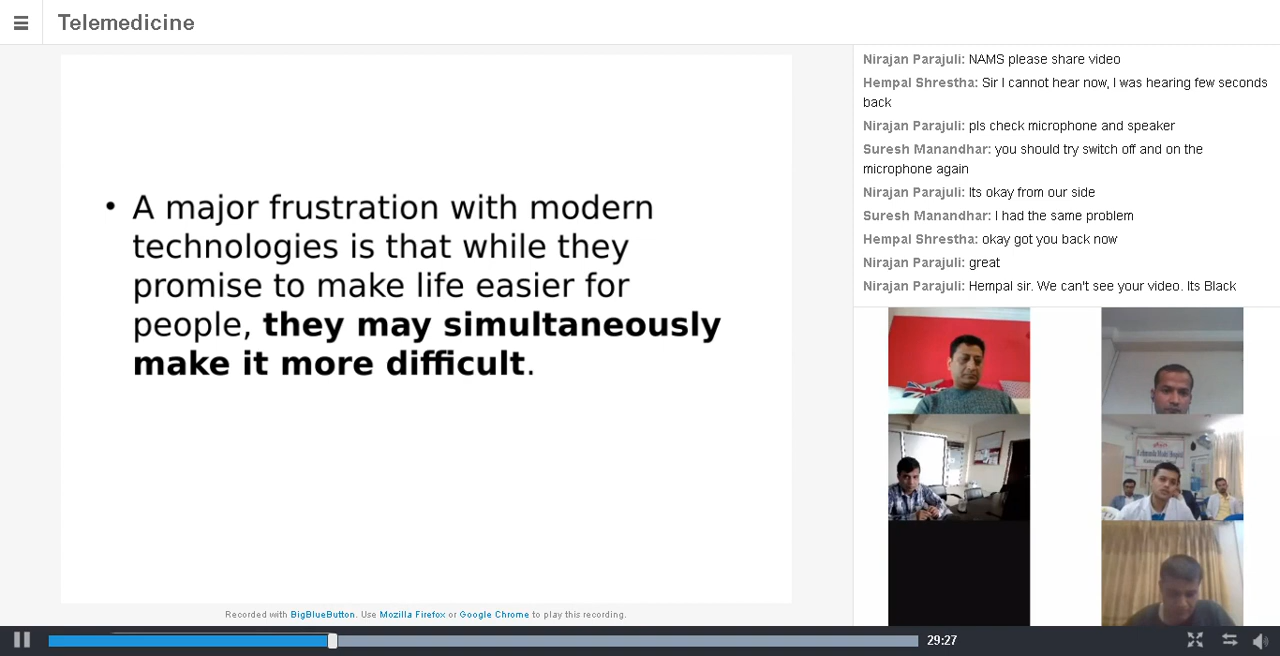 Telemedicine
• A major frustration with modern
technologies is that while they
promise to make life easier for
people, they may simultaneously
make it more difficult.
Recorded with BigBlueButton. Use Mozilla Firefox or Google Chrome to play this recording.
Nirajan Parajuli: NAMS please share video
Hempal Shrestha: Sir I cannot hear now, I was hearing few seconds
back
Nirajan Parajuli: pls check microphone and speaker
Suresh Manandhar: you should try switch off and on the
microphone again
Nirajan Parajuli: Its okay from our side
Suresh Manandhar: I had the same problem
Hempal Shrestha: okay got you back now
Nirajan Parajuli: great
Nirajan Parajuli: Hempal sir. We can't see your video. Its Black
29:27